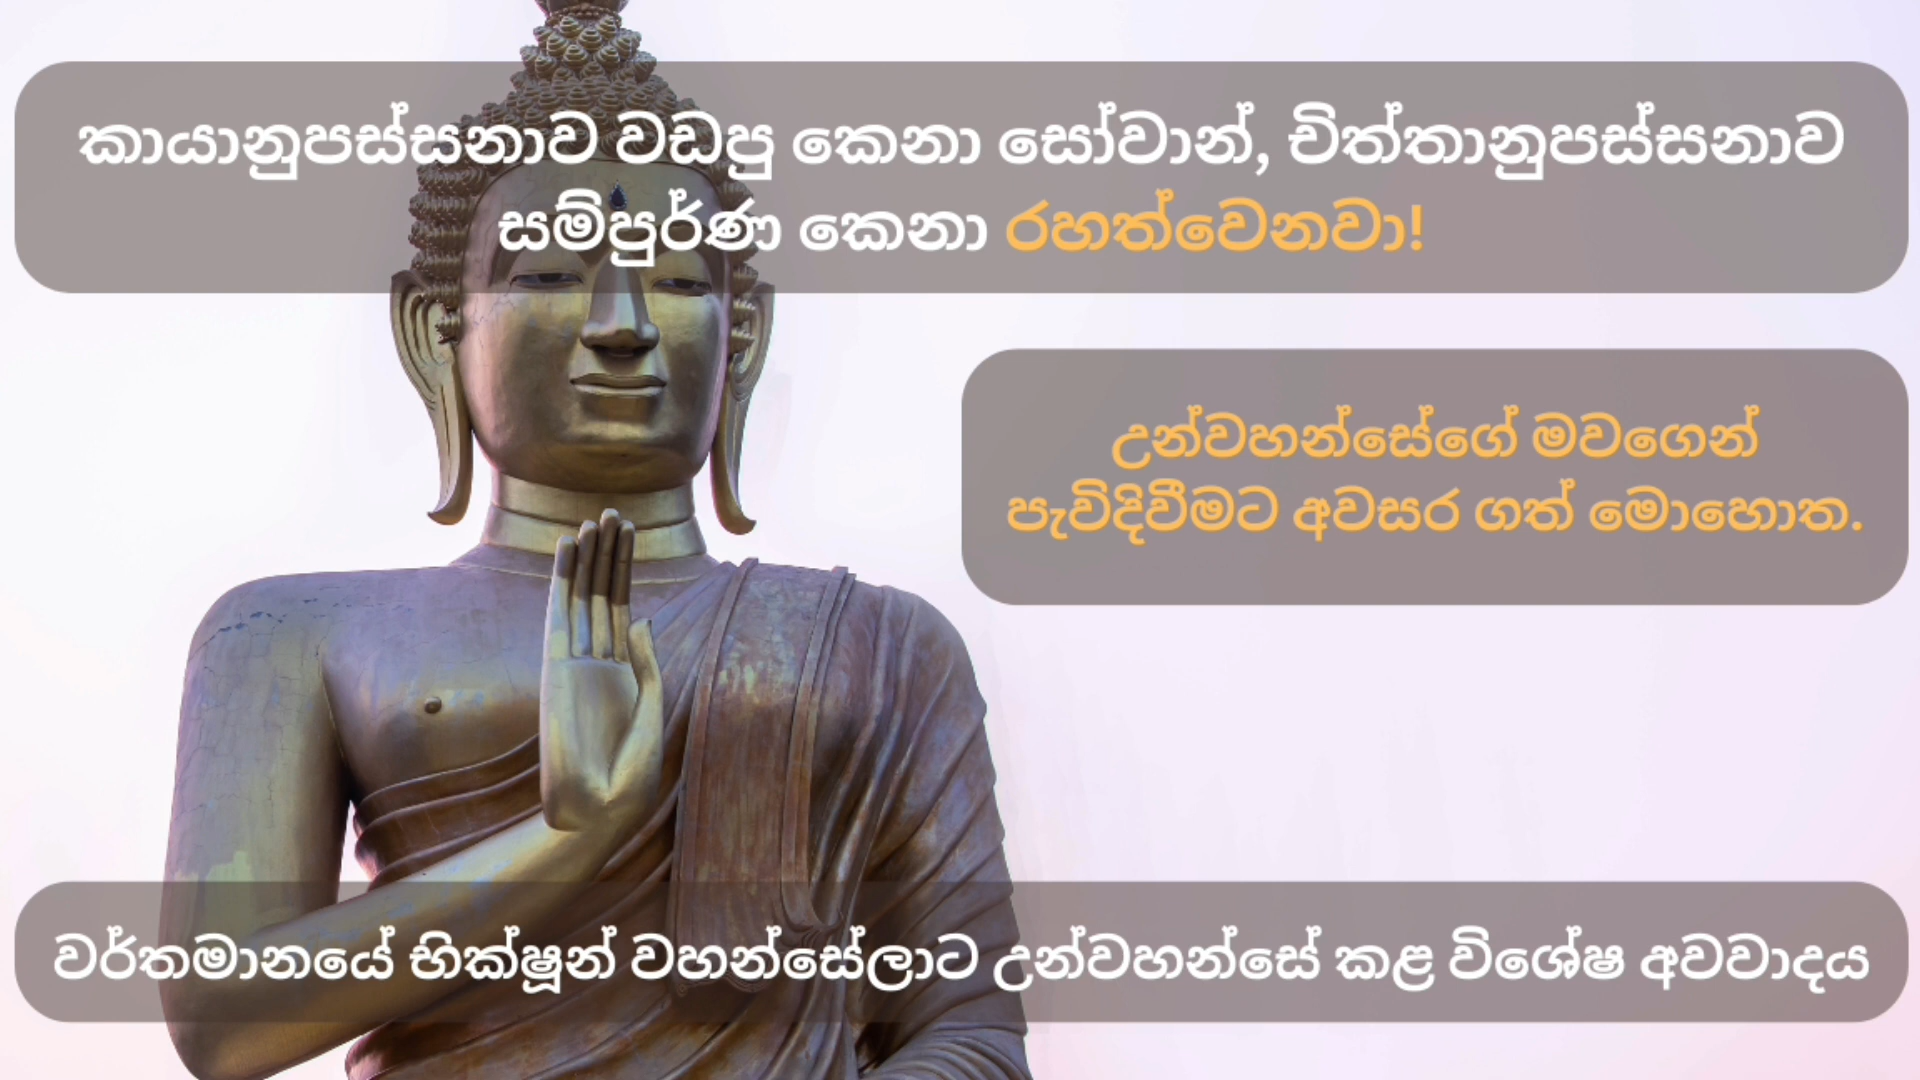 කායානුපස්සනාව වඩපු කෙනා සෝවාන්, චිත්තානුපස්සනාව
සම්පුර්ණ කෙනා රහත්වෙනවා!
උන්වහන්සේගේ මවගෙන්
පැවිදිවීමට අවසර ගත් මොහොත.
වර්තමානයේ භික්ෂූන් වහන්සේලාට උන්වහන්සේ කළ විශේෂ අවවාදය